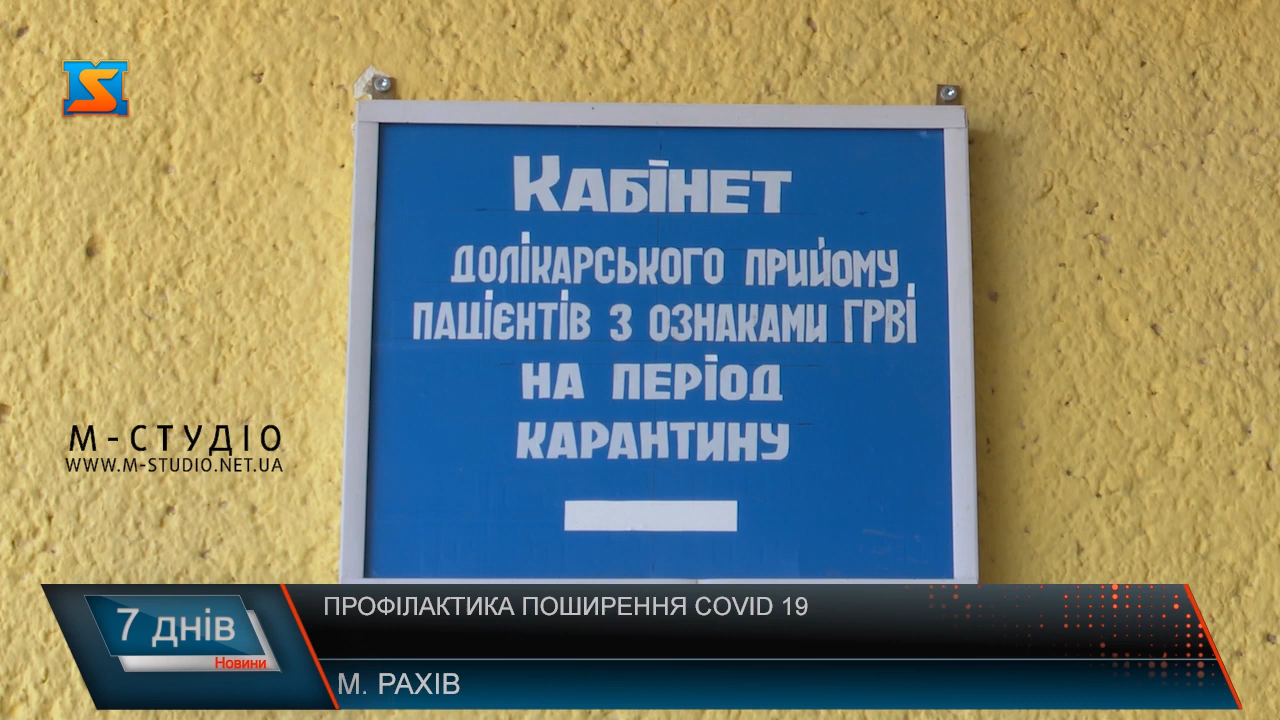 КАБІНЕТ
ДОЛІКАРСЬКОГО ПРИЙОМУ
ПАЦІЄНТІВ З ОЗНАКАМИ ГРВІ
НА ПЕРІОД
КАРАНТИНУ
М-СТУДІО
WWW.M-STUDIO.NET.UA
7 днів
Новини
ПРОФІЛАКТИКА ПОШИРЕННЯ COVID 19
М. РАХІВ